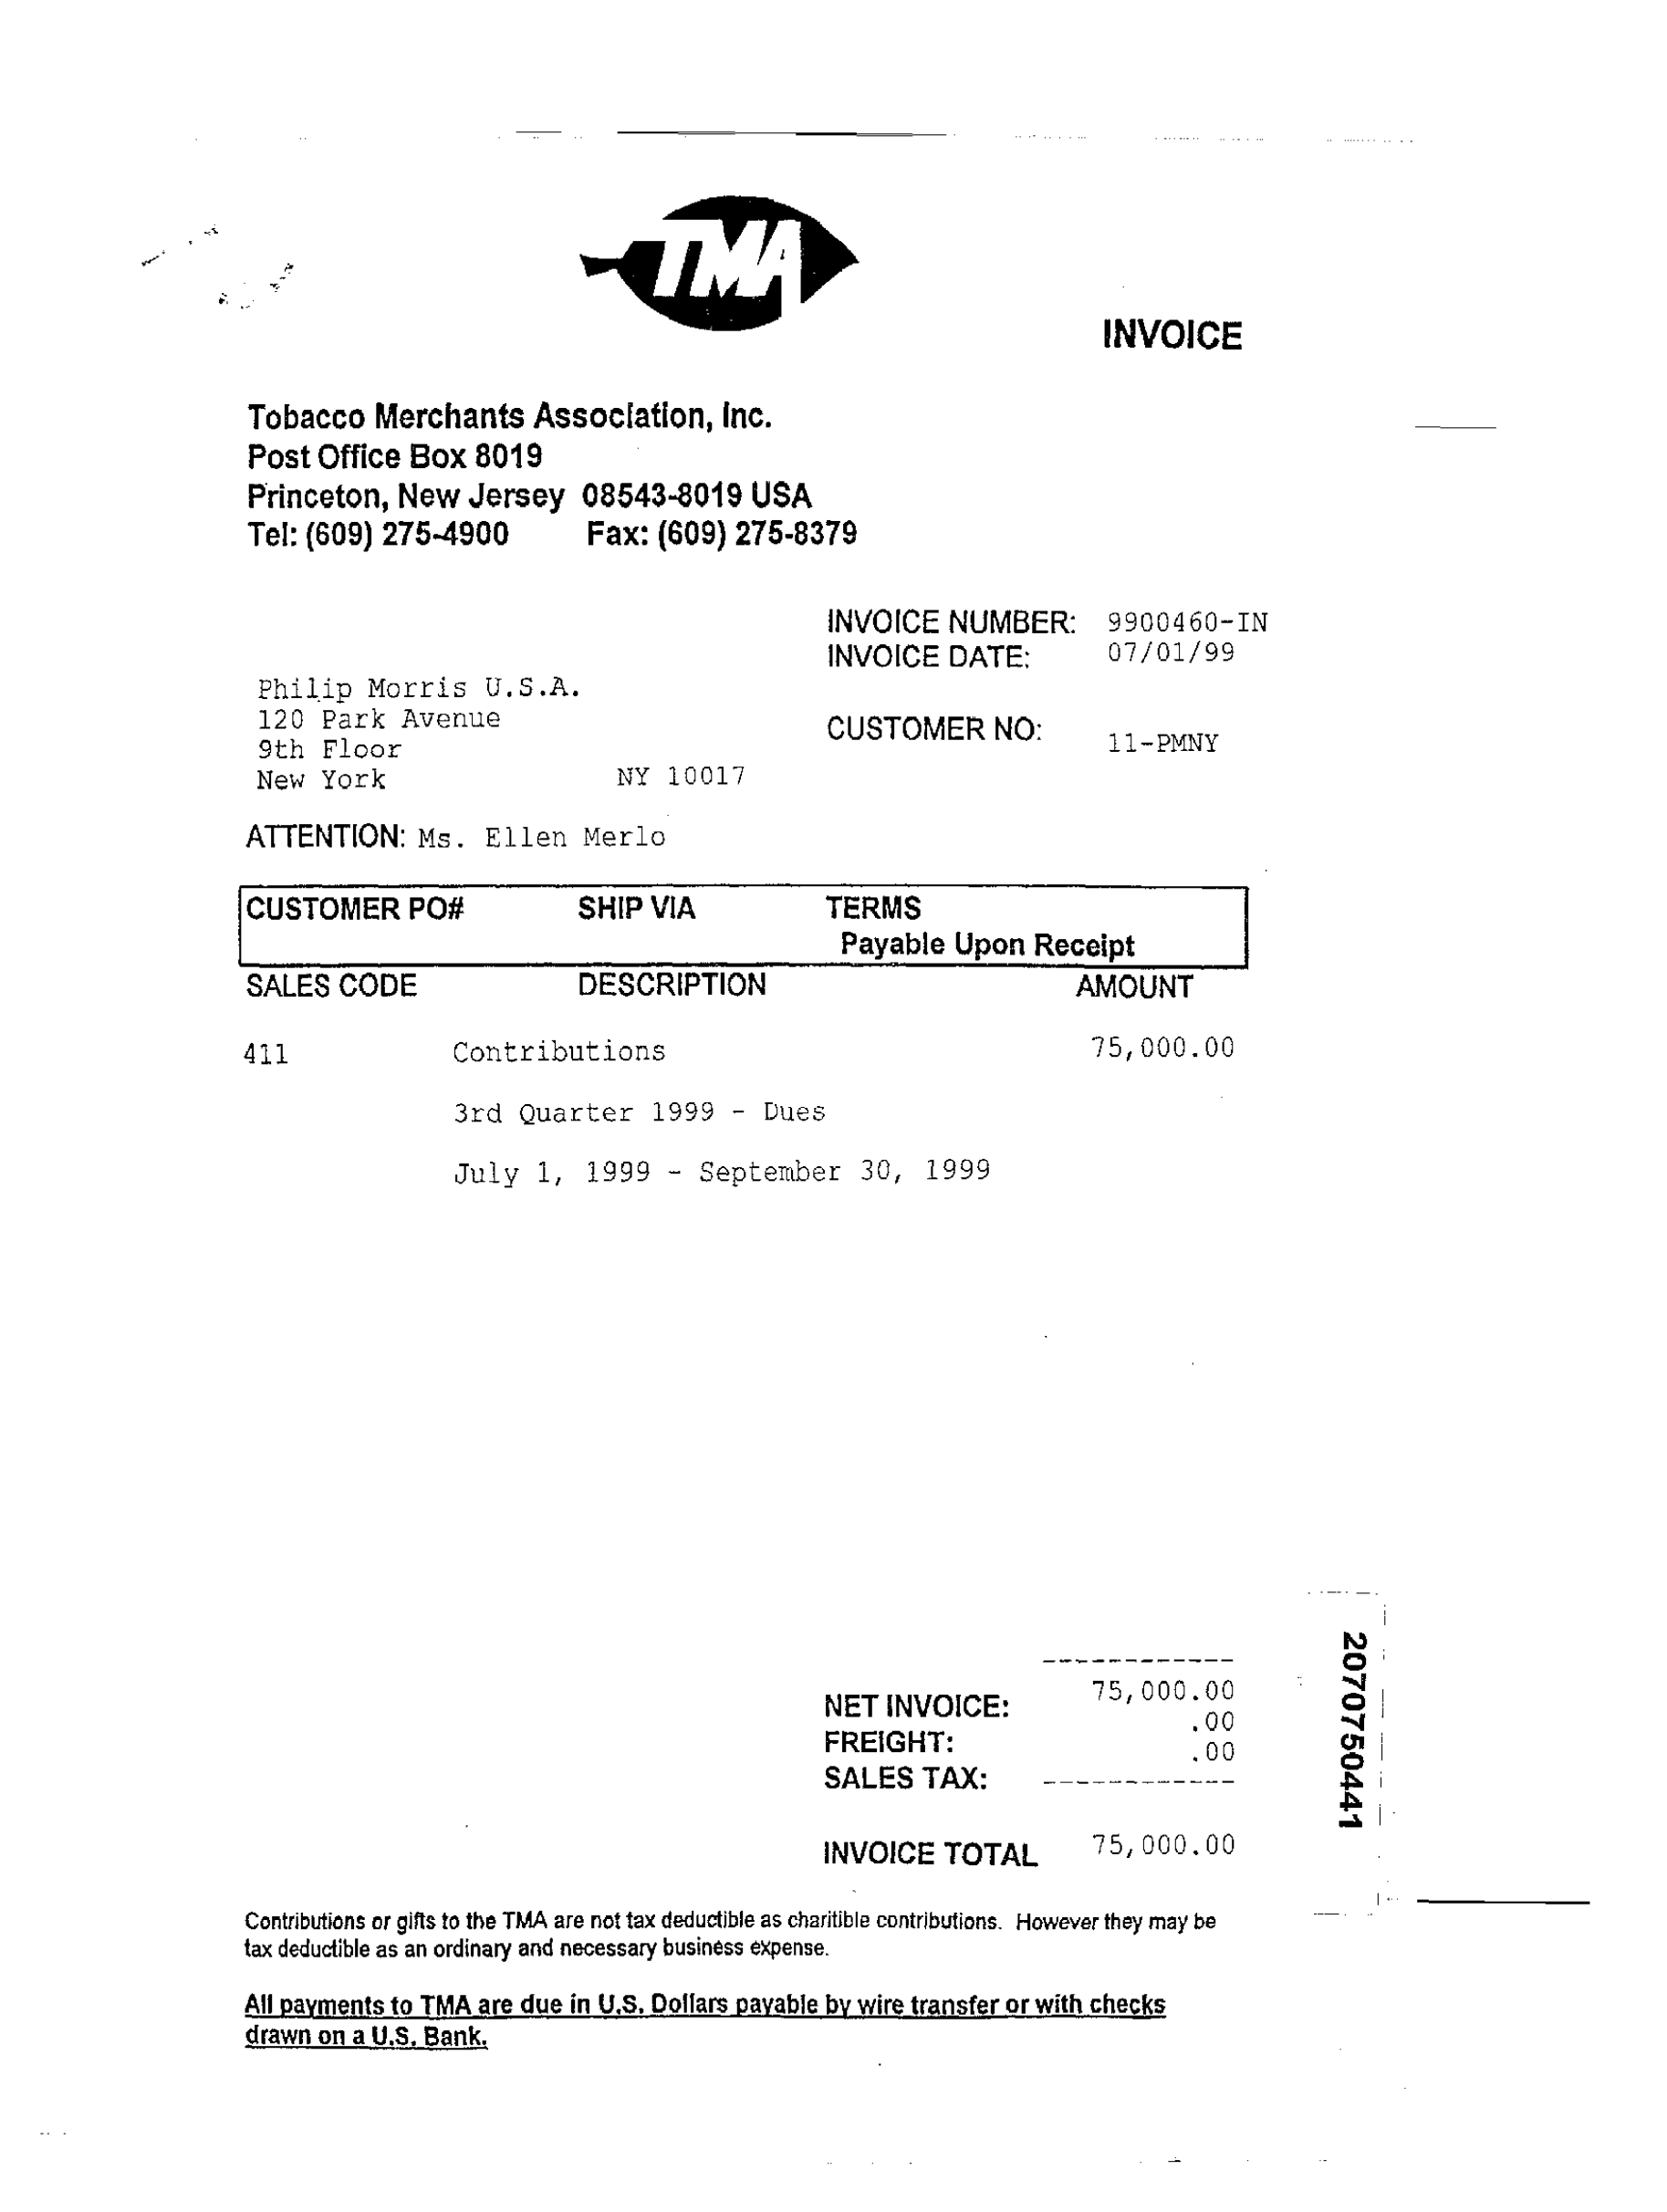 TMA
INVOICE
Tobacco Merchants Association, Inc.
Post Office Box 8019
Princeton, New Jersey 08543-8019 USA
Tel: (609) 275-4900 Fax: (609) 275-8379
INVOICE NUMBER: 9900460-IN
INVOICE DATE: 07/01/99
Philip Morris U.S.A.
120 Park Avenue
9th Floor
New York NY 10017
CUSTOMER NO: 11-PMNY
ATTENTION: Ms. Ellen Merlo
CUSTOMER PO# SHIP VIA TERMS
Payable Upon Receipt
SALES CODE DESCRIPTION AMOUNT
411 Contributions 75,000.00
3rd Quarter 1999 - Dues
July 1, 1999 - September 30, 1999
NET INVOICE: 75,000.00
FREIGHT: .00
SALES TAX: .00
INVOICE TOTAL 75,000.00
2070750441
Contributions or gifts to the TMA are not tax deductible as charitible contributions. However they may be
tax deductible as an ordinary and necessary business expense.
All payments to TMA are due in U.S. Dollars payable by wire transfer or with checks
drawn on a U.S. Bank.